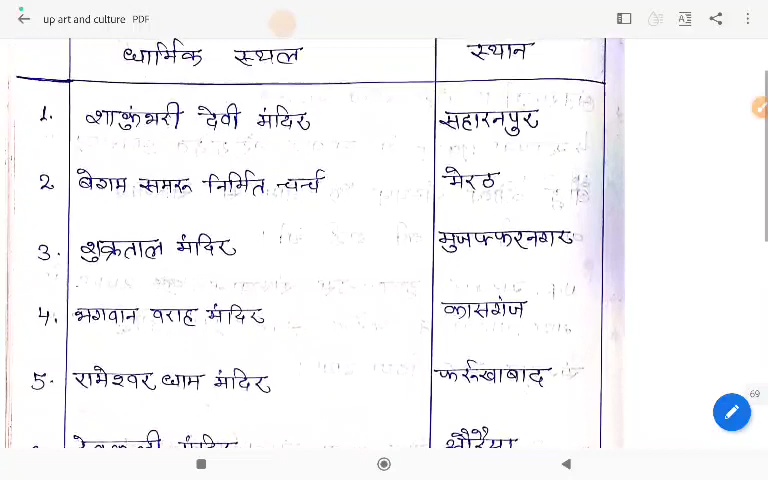 up art and culture PDF
धार्मिक स्थल स्थान
1. शाकुंभरी देवी मंदिर सहारनपुर
2 बेगम समरू निर्मित चर्च मेरठ
3. शुक्रताल मंदिर मुजफ्फरनगर
4. भगवान वराह मंदिर कासगंज
5. रामेश्वर धाम मंदिर फर्रूखाबाद
मंदिर औरैया
69